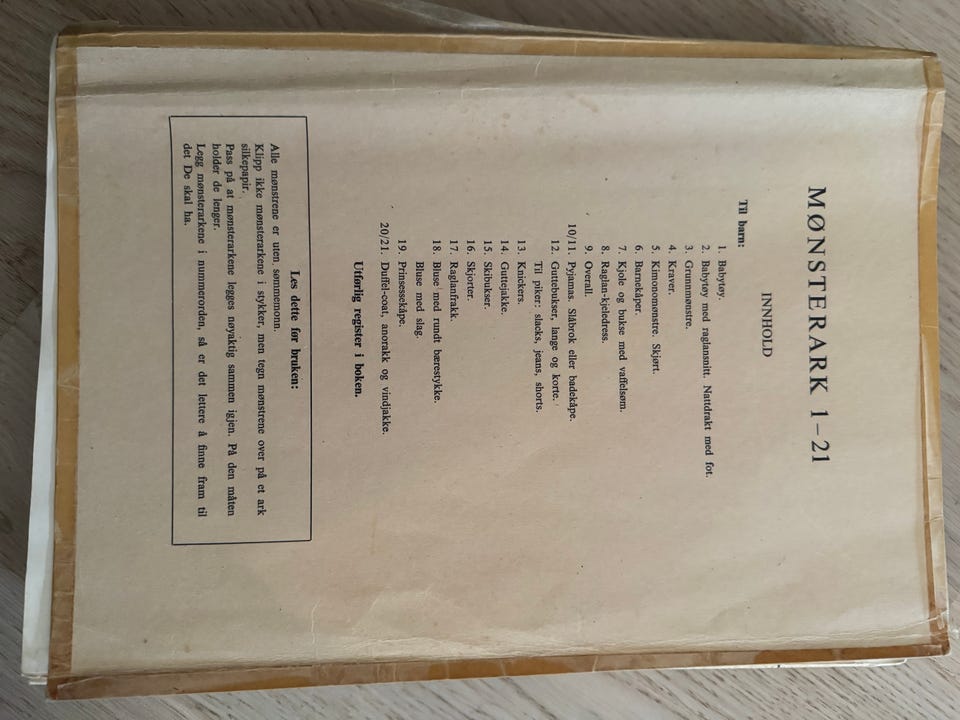 MØNSTERARK 1–21
INNHOLD
Til barn:
1 Babytøy.
2. Babytøy med raglansnitt. Nattdrakt med fot.
3 Grunnmønstre.
4. Kraver.
5. Kimonomønstre. Skjørt.
6 Barnekåper.
7 Kjole og bukse med vaffelsøm.
8. Raglan-kjeledress.
9 Overall.
10/11. Pyjamas. Slåbrok eller badekåpe.
12 Guttebukser, lange og korte.
Til piker: slacks, jeans, shorts.
13. Knickers.
14. Guttejakke.
15. Skibukser.
16. Skjorter.
17. Raglanfrakk.
18. Bluse med rundt bærestykke.
Bluse med slag.
19. Prinsessekåpe.
20/21. Duffel-coat, anorakk og vindjakke.
Utførlig register i boken.
Les dette før bruken:
Alle mønstrene er uten sømmemonn.
Klipp ikke mønsterarkene i stykker, men tegn mønstrene over på et ark
silkepapir.
Pass på at mønsterarkene legges nøyaktig sammen igjen. På den måten
holder de lenger.
Legg mønsterarkene i nummerorden, så er det lettere å finne fram til
det De skal ha.